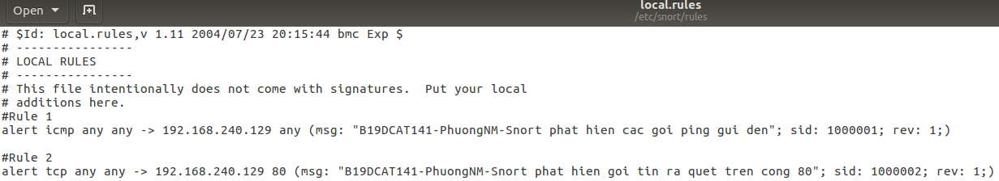 Open
local.rules
/etc/snort/rules
# $Id: local.rules,v 1.11 2004/07/23 20:15:44 bmc Exp $
# ----------------
# LOCAL RULES
# ----------------
# This file intentionally does not come with signatures.  Put your local
# additions here.
#Rule 1
alert icmp any any -> 192.168.240.129 any (msg: "B19DCAT141-PhuongNM-Snort phat hien cac goi ping gui den"; sid: 1000001; rev: 1;)
#Rule 2
alert tcp any any -> 192.168.240.129 80 (msg: "B19DCAT141-PhuongNM-Snort phat hien goi tin ra quet tren cong 80"; sid: 1000002; rev: 1;)